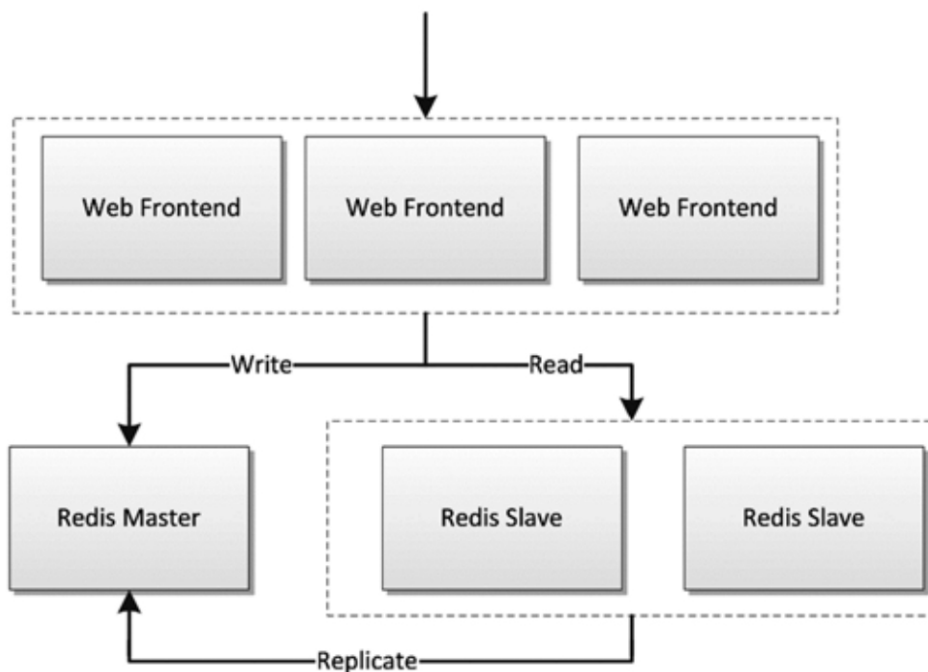 Web Frontend
Web Frontend
Web Frontend
Write
Read
Redis Master
Redis Slave
Redis Slave
Replicate